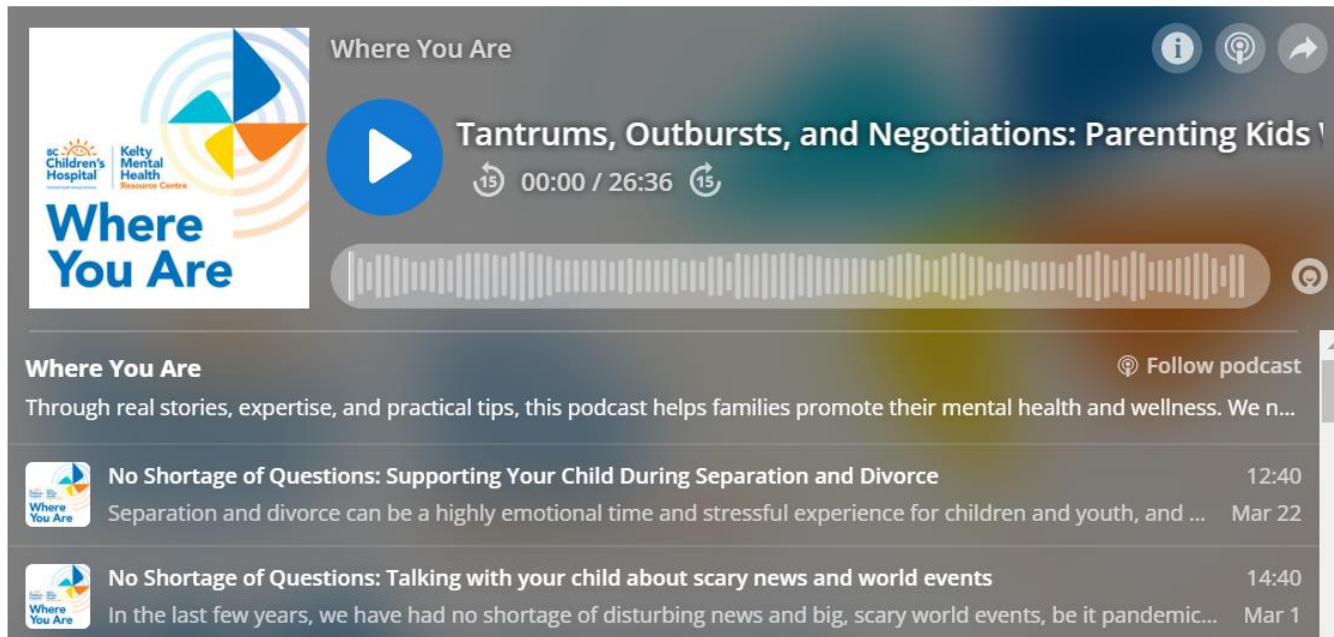 Where You Are
BC
Children's
Hospital
Kelty
Mental
Health
Resource Centre
Where
You Are
Tantrums, Outbursts, and Negotiations: Parenting Kids
15 00:00 / 26:36 15
Where You Are
Follow podcast
Through real stories, expertise, and practical tips, this podcast helps families promote their mental health and wellness. We n...
No Shortage of Questions: Supporting Your Child During Separation and Divorce 12:40
Separation and divorce can be a highly emotional time and stressful experience for children and youth, and ... Mar 22
Where
You Are
No Shortage of Questions: Talking with your child about scary news and world events 14:40
In the last few years, we have had no shortage of disturbing news and big, scary world events, be it pandemic... Mar 1
Where
You Are